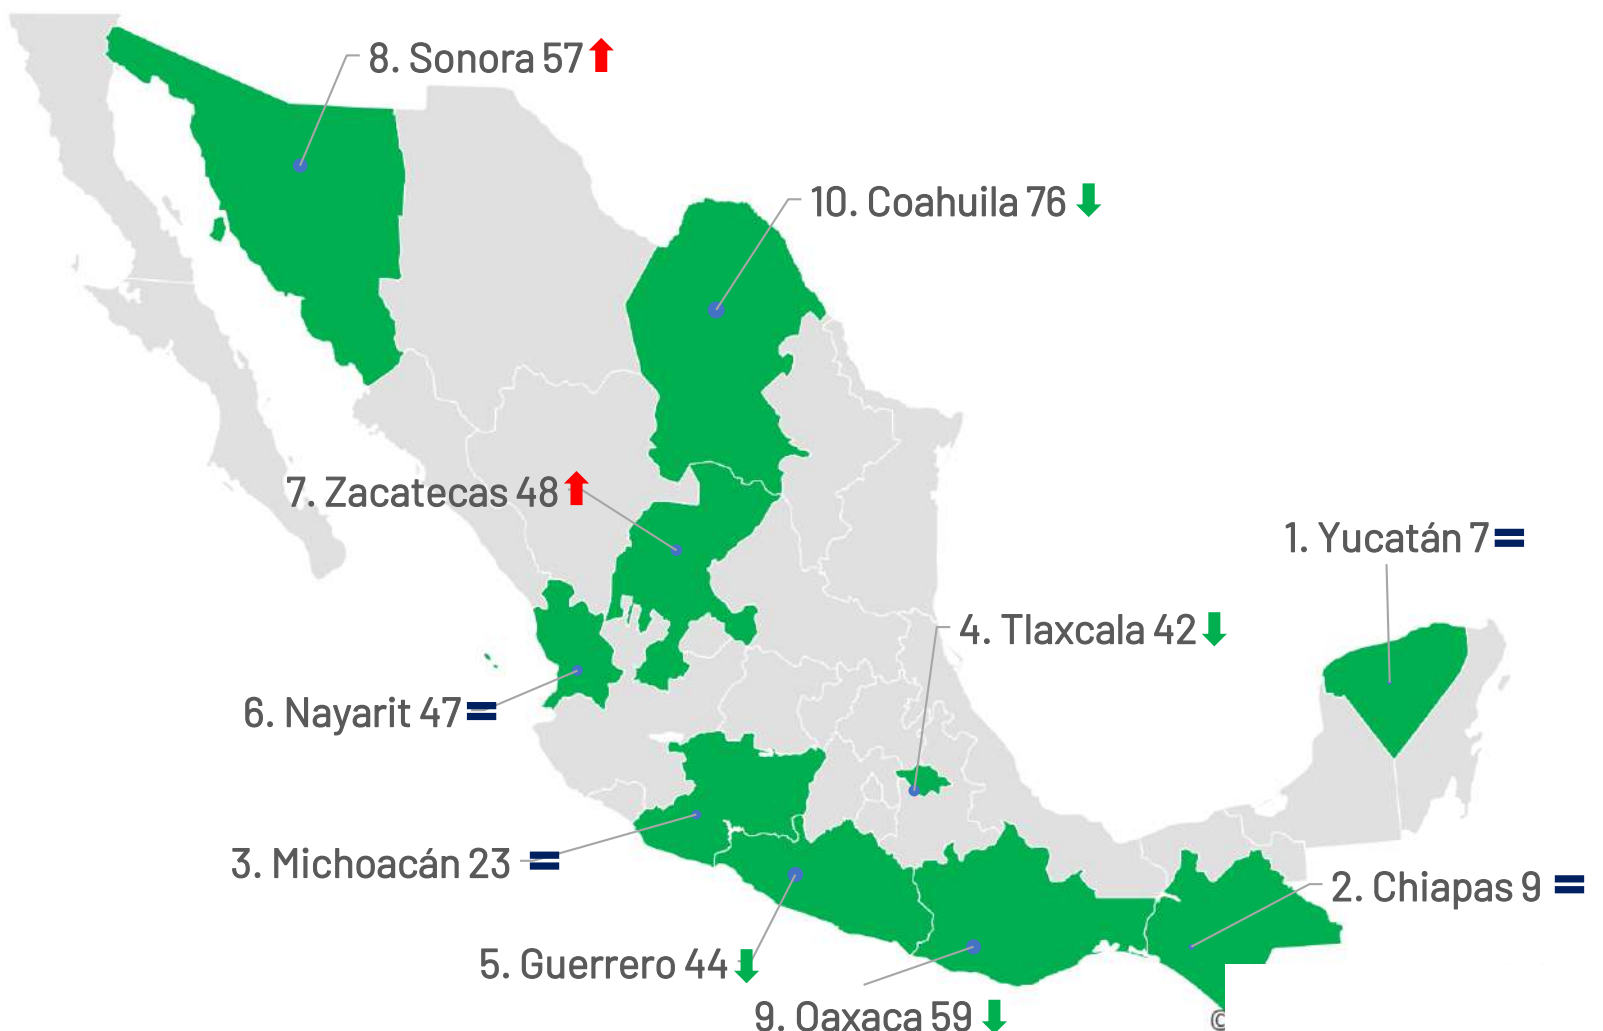 8. Sonora 57
10. Coahuila 76
7. Zacatecas 48
1. Yucatán 7
4. Tlaxcala 42
6. Nayarit 47
3. Michoacán 23
2. Chiapas 9
5. Guerrero 44
9. Oaxaca 59
©